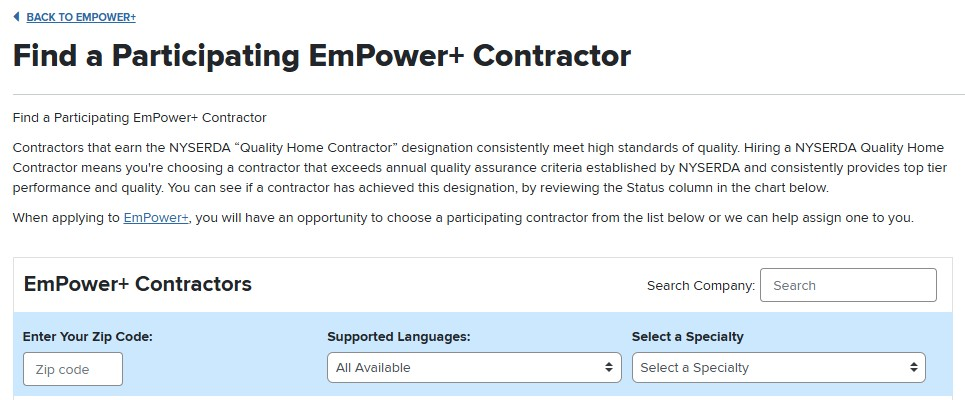 BACK TO EMPOWER+
Find a Participating EmPower+ Contractor
Find a Participating EmPower+ Contractor
Contractors that earn the NYSERDA “Quality Home Contractor” designation consistently meet high standards of quality. Hiring a NYSERDA Quality Home
Contractor means you're choosing a contractor that exceeds annual quality assurance criteria established by NYSERDA and consistently provides top tier
performance and quality. You can see if a contractor has achieved this designation, by reviewing the Status column in the chart below.
When applying to EmPower+, you will have an opportunity to choose a participating contractor from the list below or we can help assign one to you.
EmPower+ Contractors
Search Company: Search
Enter Your Zip Code: Supported Languages: Select a Specialty
Zip code All Available Select a Specialty